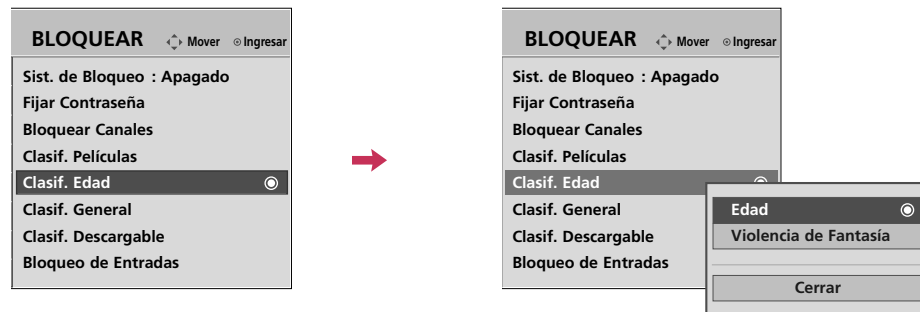 BLOQUEAR Mover Ingresar
Sist. de Bloqueo : Apagado
Fijar Contraseña
Bloquear Canales
Clasif. Películas
Clasif. Edad
Clasif. General
Clasif. Descargable
Bloqueo de Entradas
BLOQUEAR Mover Ingresar
Sist. de Bloqueo : Apagado
Fijar Contraseña
Bloquear Canales
Clasif. Películas
Clasif. Edad
Clasif. General
Clasif. Descargable
Bloqueo de Entradas
Edad
Violencia de Fantasía
Cerrar